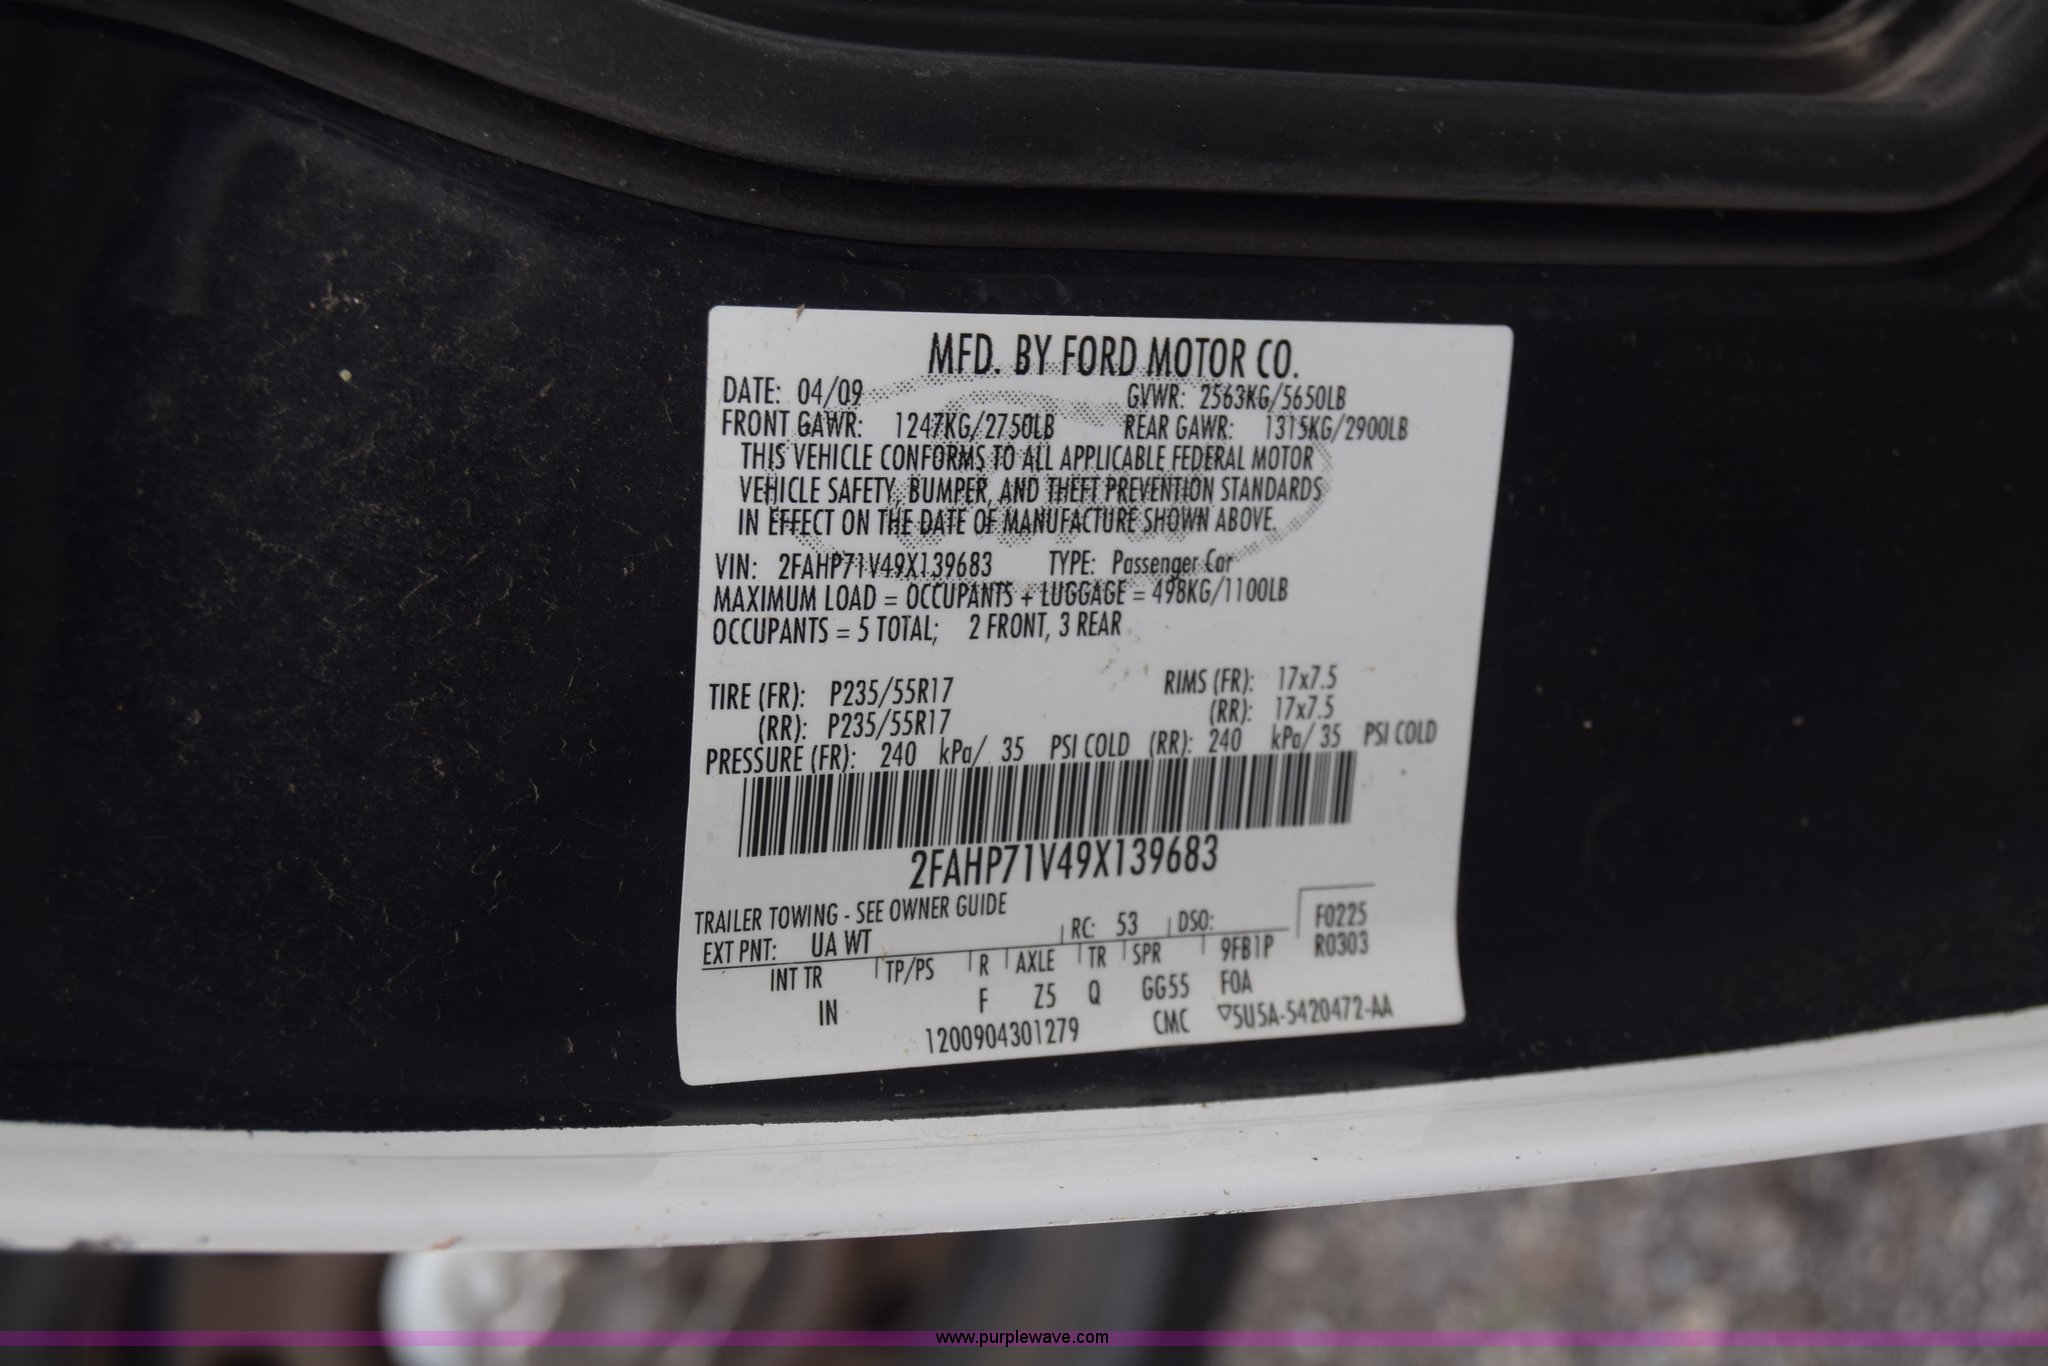 MFD. BY FORD MOTOR CO.
DATE: 04/09 GVWR: 2563KG/5650LB
FRONT GAWR: 1247KG/2750LB REAR GAWR: 1315KG/2900LB
THIS VEHICLE CONFORMS TO ALL APPLICABLE FEDERAL MOTOR
VEHICLE SAFETY, BUMPER, AND THEFT PREVENTION STANDARDS
IN EFFECT ON THE DATE OF MANUFACTURE SHOWN ABOVE.
VIN: 2FAHP71V49X139683 TYPE: Passenger Car
MAXIMUM LOAD = OCCUPANTS + LUGGAGE = 498KG/1100LB
OCCUPANTS = 5 TOTAL; 2 FRONT, 3 REAR
TIRE (FR): P235/55R17 RIMS (FR): 17x7.5
(RR): P235/55R17 (RR): 17x7.5
PRESSURE (FR): 240 kPa/ 35 PSI COLD (RR): 240 kPa/ 35 PSI COLD
2FAHP71V49X139683
TRAILER TOWING - SEE OWNER GUIDE
EXT PNT: UA WT RC: 53 DSO: F0225
INT TR TP/PS R AXLE TR SPR 9FB1P R0303
IN F Z5 Q GG55 FOA
1200904301279 CMC ▽5U5A-5420472-AA
www.purplewave.com